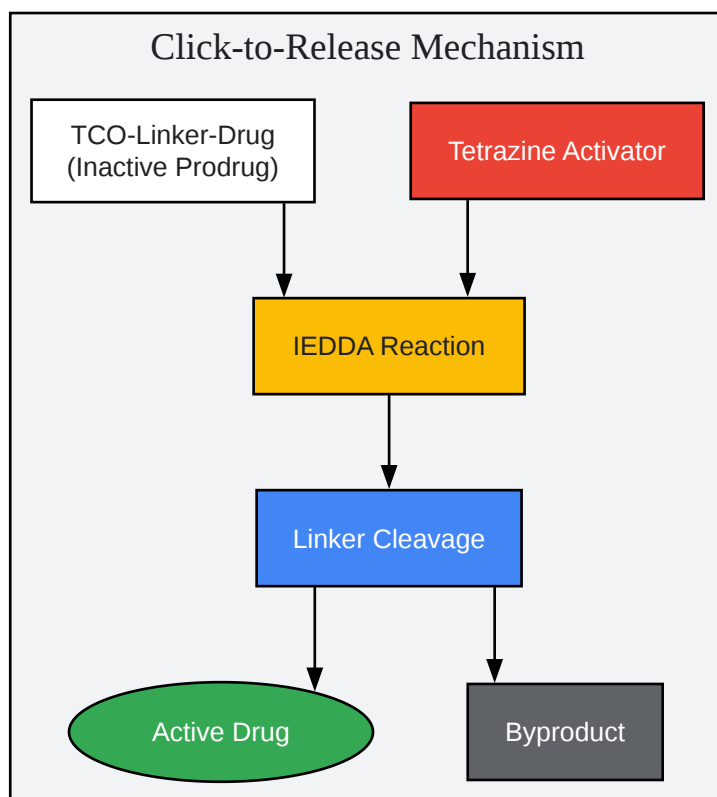 Click-to-Release Mechanism
TCO-Linker-Drug
(Inactive Prodrug)
Tetrazine Activator
IEDDA Reaction
Linker Cleavage
Active Drug
Byproduct